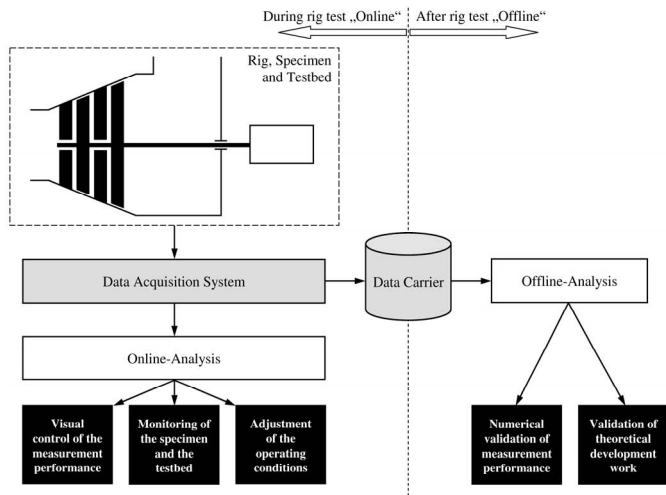 During rig test „Online“
After rig test „Offline“
Rig, Specimen
and Testbed
Data Acquisition System
Data Carrier
Offline-Analysis
Online-Analysis
Visual
control of the
measurement
performance
Monitoring of
the specimen
and the
testbed
Adjustment
of the
operating
conditions
Numerical
validation of
measurement
performance
Validation of
theoretical
development
work